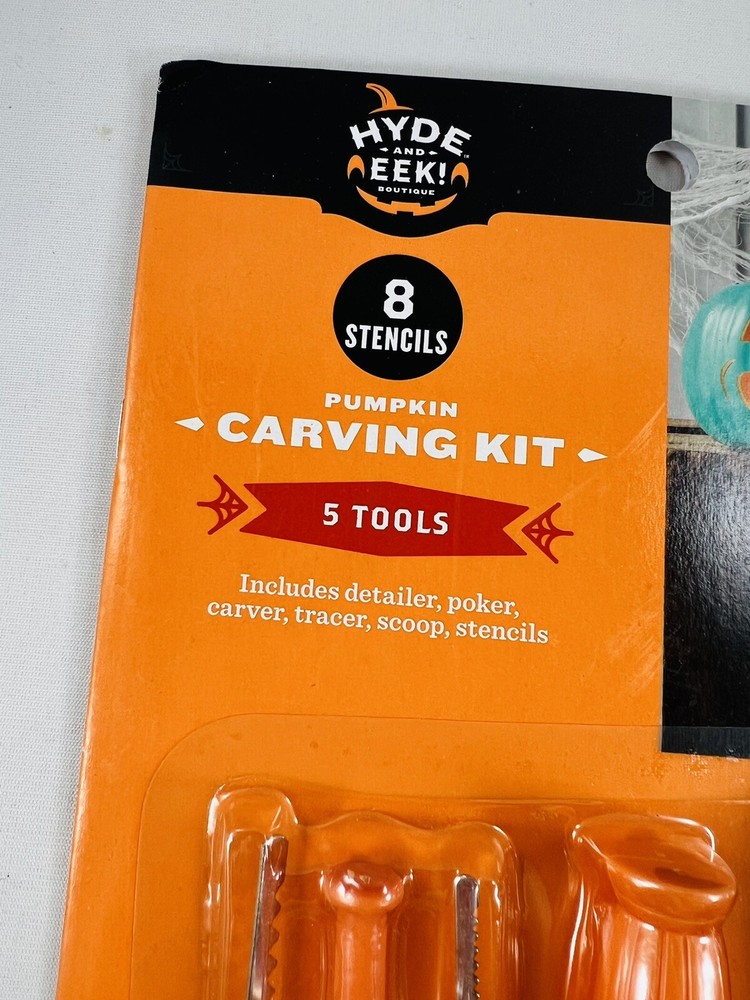 HYDE
AND
EEK!
BOUTIQUE
8
STENCILS
PUMPKIN
CARVING KIT
5 TOOLS
Includes detailer, poker,
carver, tracer, scoop, stencils